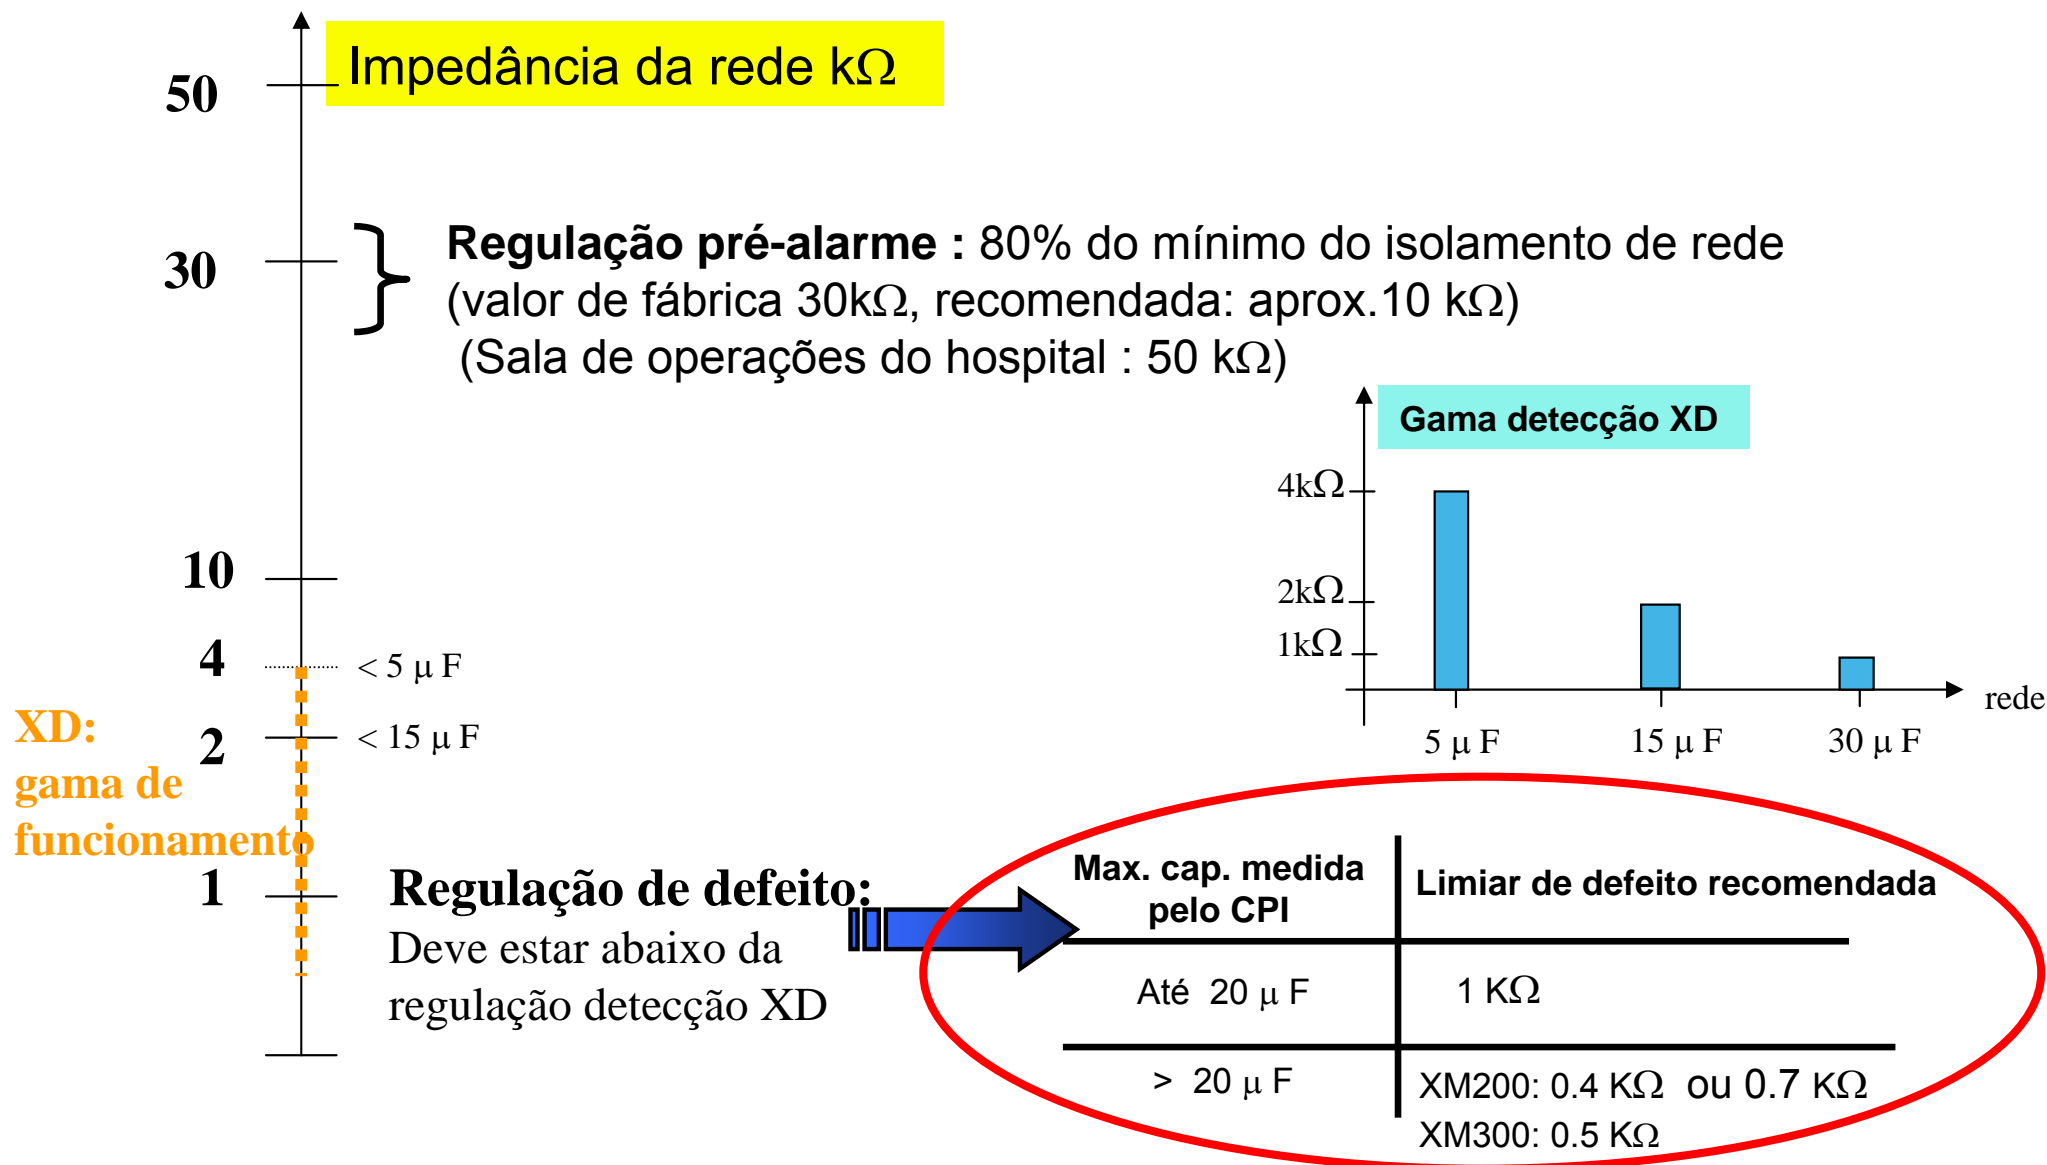 Impedância da rede kΩ
50
30
Regulação pré-alarme : 80% do mínimo do isolamento de rede
(valor de fábrica 30kΩ, recomendada: aprox.10 kΩ)
(Sala de operações do hospital : 50 kΩ)
Gama detecção XD
4kΩ
2kΩ
1kΩ
rede
5 μ F
15 μ F
30 μ F
10
4
< 5 μ F
2
< 15 μ F
XD:
gama de
funcionamento
1
Regulação de defeito:
Deve estar abaixo da
regulação detecção XD
Max. cap. medida
pelo CPI
Limiar de defeito recomendada
Até 20 μ F
1 KΩ
> 20 μ F
XM200: 0.4 KΩ ou 0.7 KΩ
XM300: 0.5 KΩ